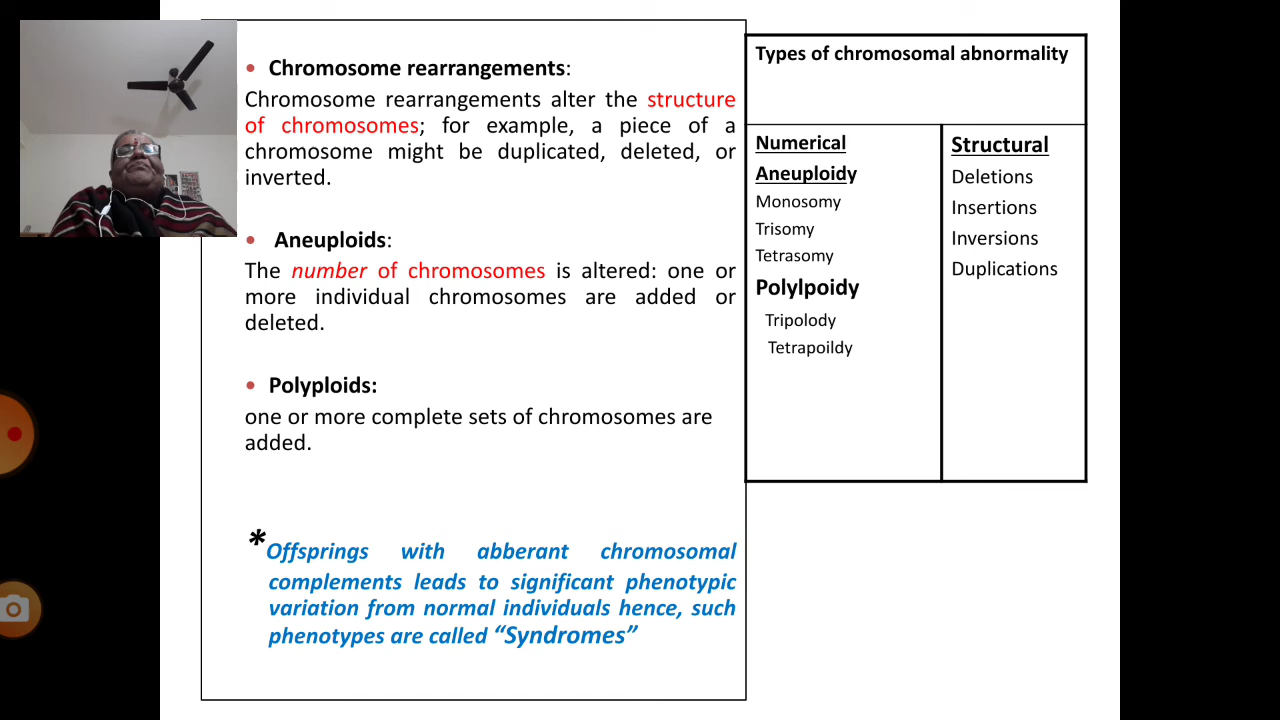 • Chromosome rearrangements:
Chromosome rearrangements alter the structure
of chromosomes; for example, a piece of a
chromosome might be duplicated, deleted, or
inverted.
• Aneuploids:
The number of chromosomes is altered: one or
more individual chromosomes are added or
deleted.
• Polyploids:
one or more complete sets of chromosomes are
added.
*Offsprings with abberant chromosomal
complements leads to significant phenotypic
variation from normal individuals hence, such
phenotypes are called “Syndromes”
Types of chromosomal abnormality
Numerical
Aneuploidy
Monosomy
Trisomy
Tetrasomy
Polylpoidy
Tripolody
Tetrapoildy
Structural
Deletions
Insertions
Inversions
Duplications